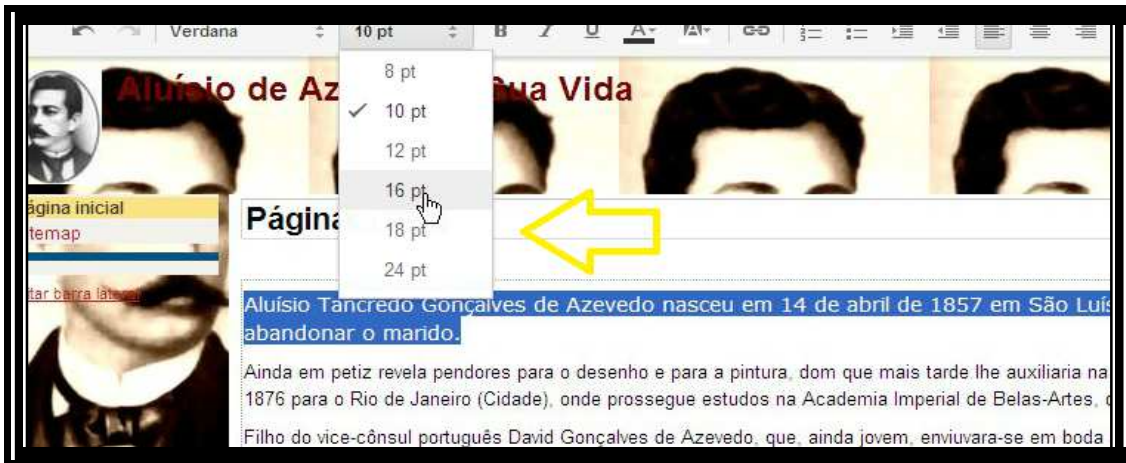 Verdana 10 pt B I U A
8 pt
Aluísio de Az Sua Vida
10 pt
12 pt
16 pt
18 pt
24 pt
ágina inicial
temap
tar barra lateral
Página
Aluísio Tancredo Gonçalves de Azevedo nasceu em 14 de abril de 1857 em São Luís
abandonar o marido.
Ainda em petiz revela pendores para o desenho e para a pintura, dom que mais tarde lhe auxiliaria na
1876 para o Rio de Janeiro (Cidade), onde prossegue estudos na Academia Imperial de Belas-Artes,
Filho do vice-cônsul português David Gonçalves de Azevedo, que, ainda jovem, enviuvara-se em boda